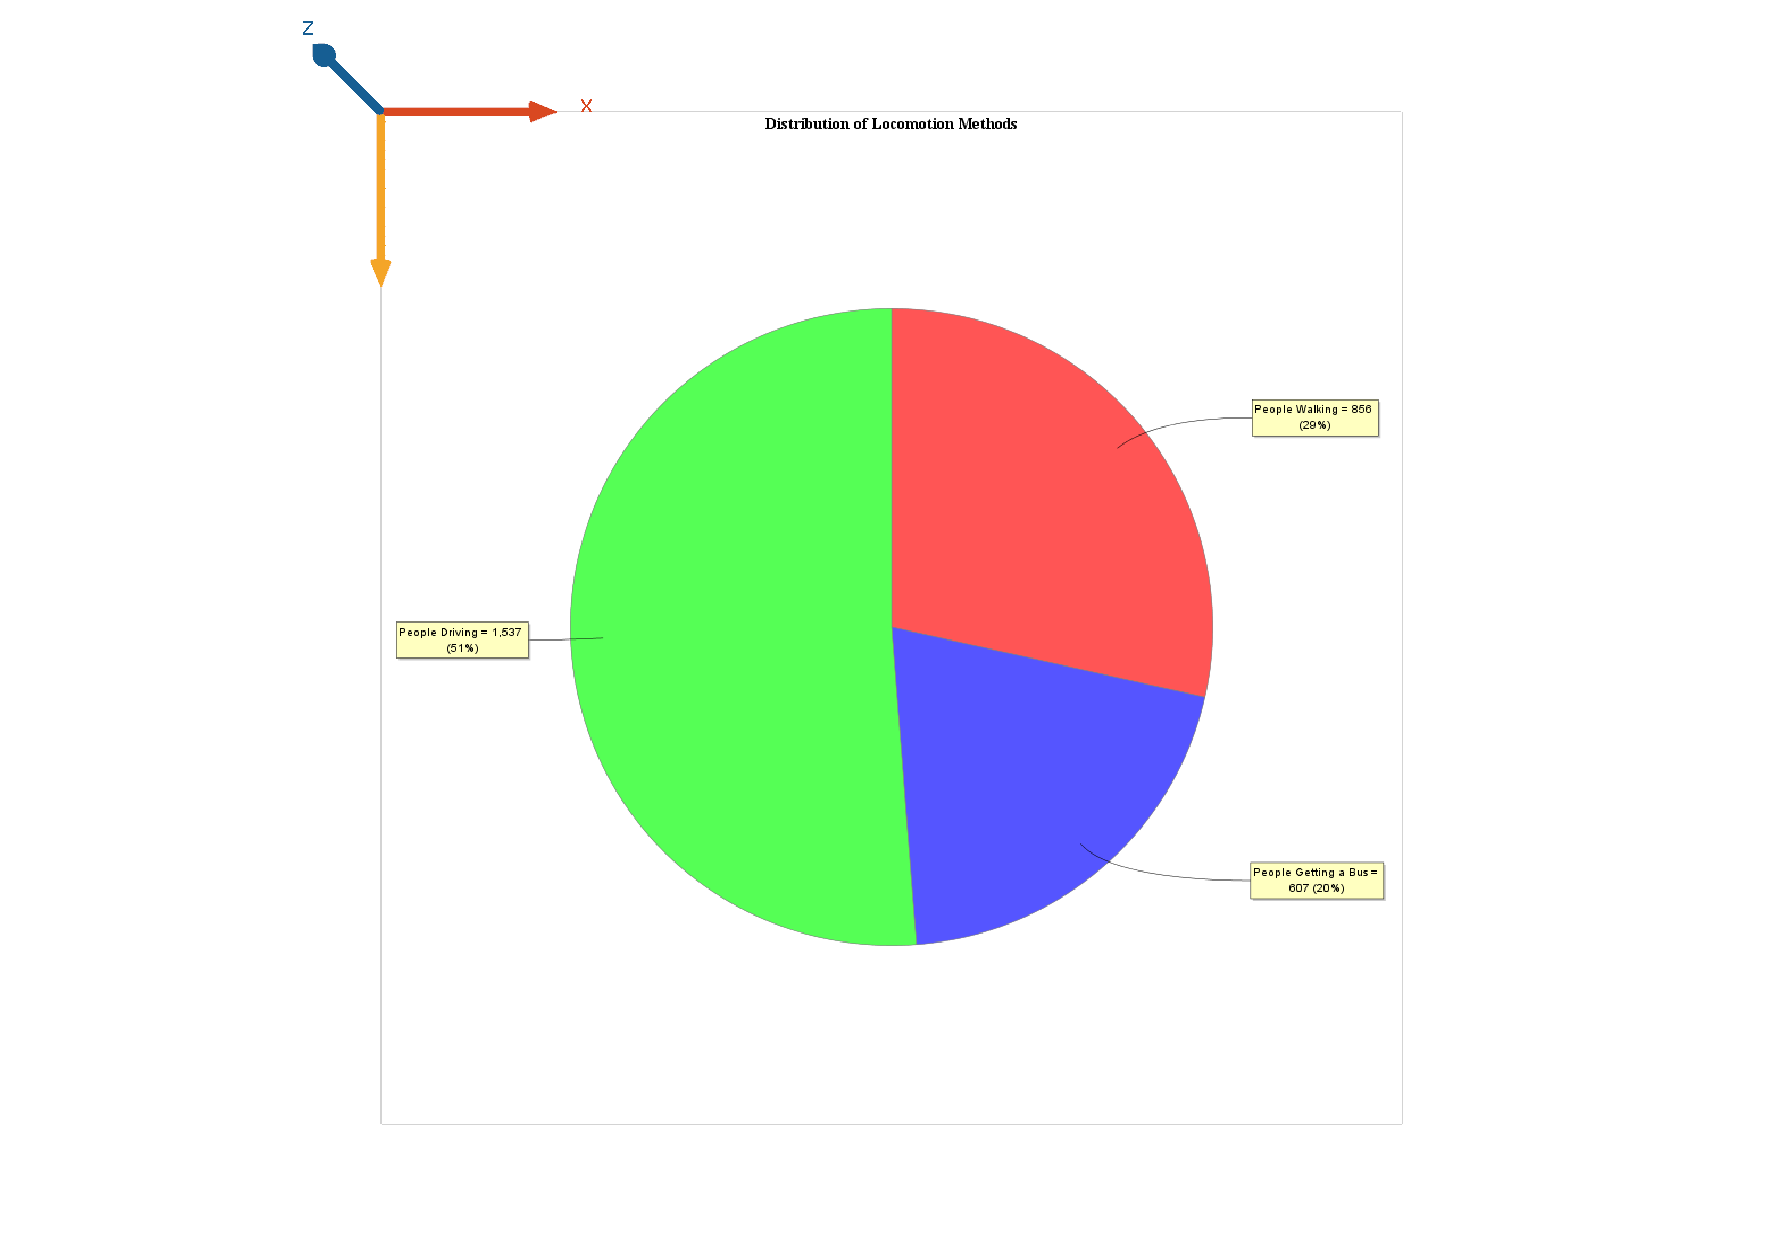 Z
X
Distribution of Locomotion Methods
People Walking = 856
(29%)
People Driving = 1,537
(51%)
People Getting a Bus =
607 (20%)